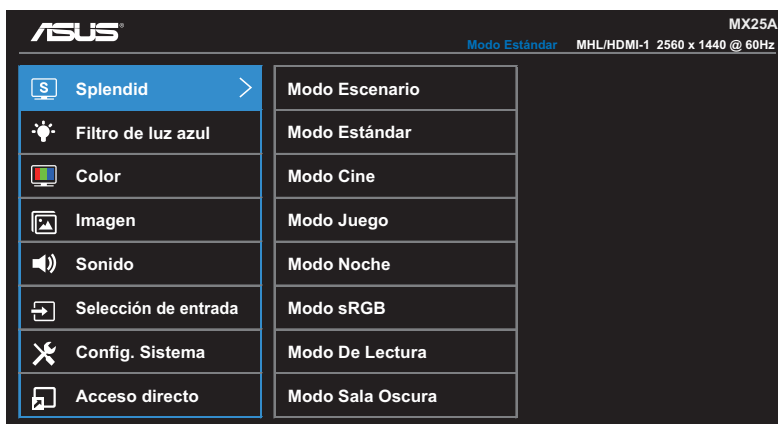 ASUS
MX25A
Modo Estándar MHL/HDMI-1 2560 x 1440 @ 60Hz
S Splendid
Filtro de luz azul
Color
Imagen
Sonido
Selección de entrada
Config. Sistema
Acceso directo
Modo Escenario
Modo Estándar
Modo Cine
Modo Juego
Modo Noche
Modo sRGB
Modo De Lectura
Modo Sala Oscura